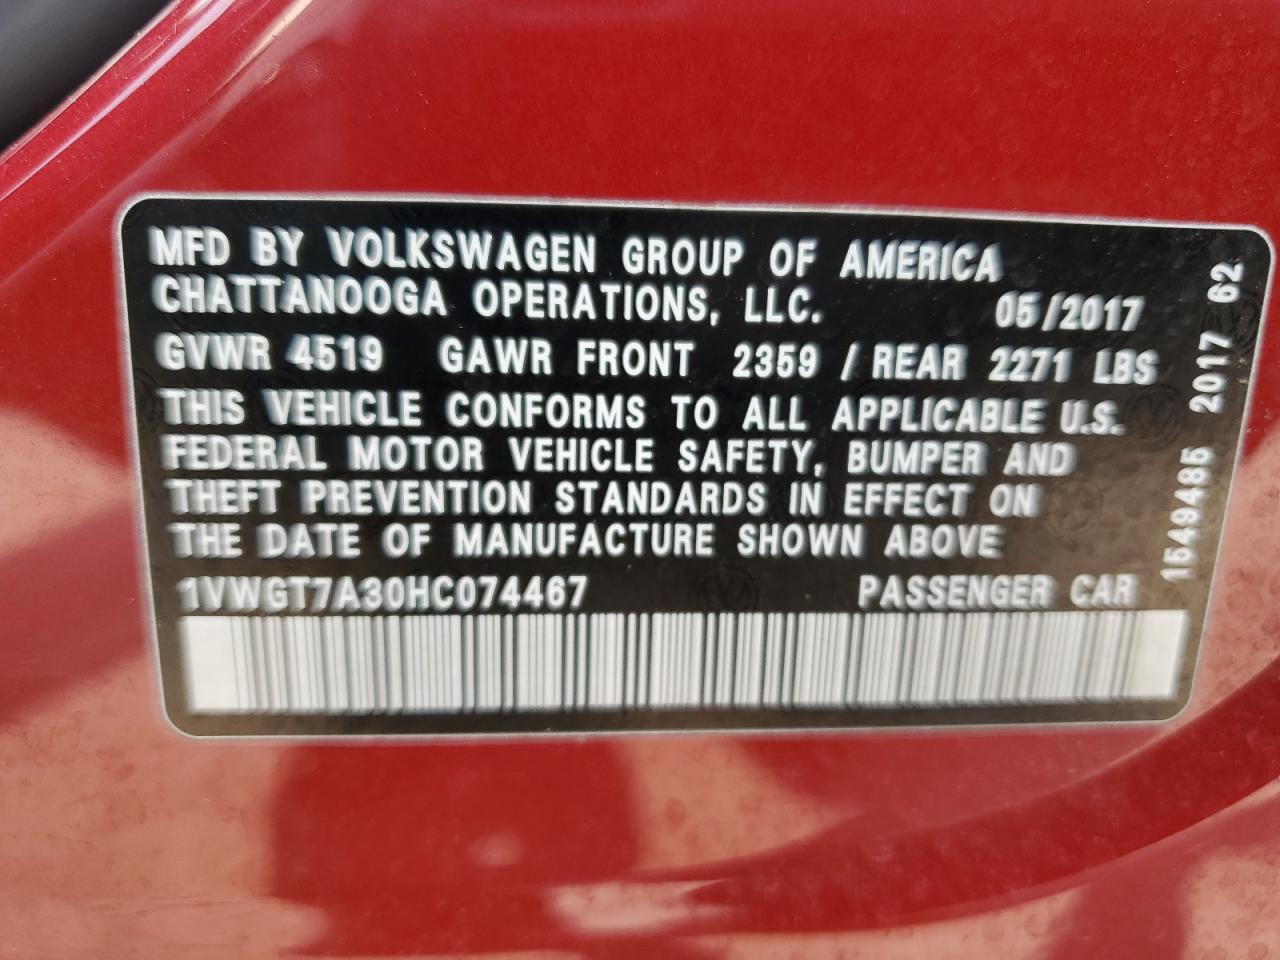 MFD BY VOLKSWAGEN GROUP OF AMERICA
CHATTANOOGA OPERATIONS, LLC. 05/2017
GVWR 4519 GAWR FRONT 2359 / REAR 2271 LBS
THIS VEHICLE CONFORMS TO ALL APPLICABLE U.S.
FEDERAL MOTOR VEHICLE SAFETY, BUMPER AND
THEFT PREVENTION STANDARDS IN EFFECT ON
THE DATE OF MANUFACTURE SHOWN ABOVE
1VWGT7A30HC074467 PASSENGER CAR
1549485 2017 62